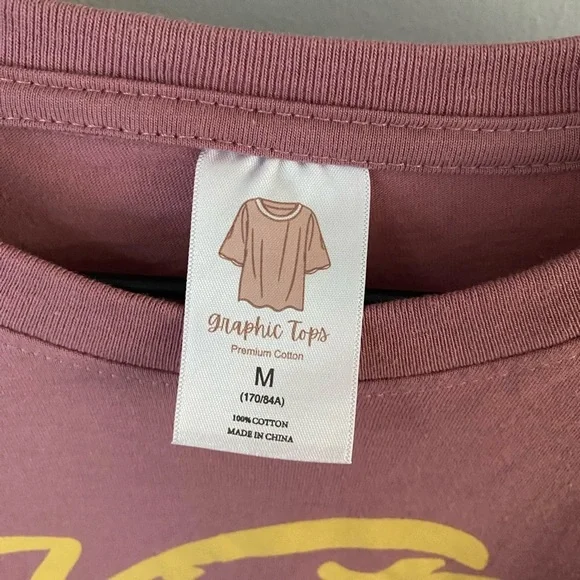 graphic Tops
Premium Cotton
M
(170/84A)
100% COTTON
MADE IN CHINA